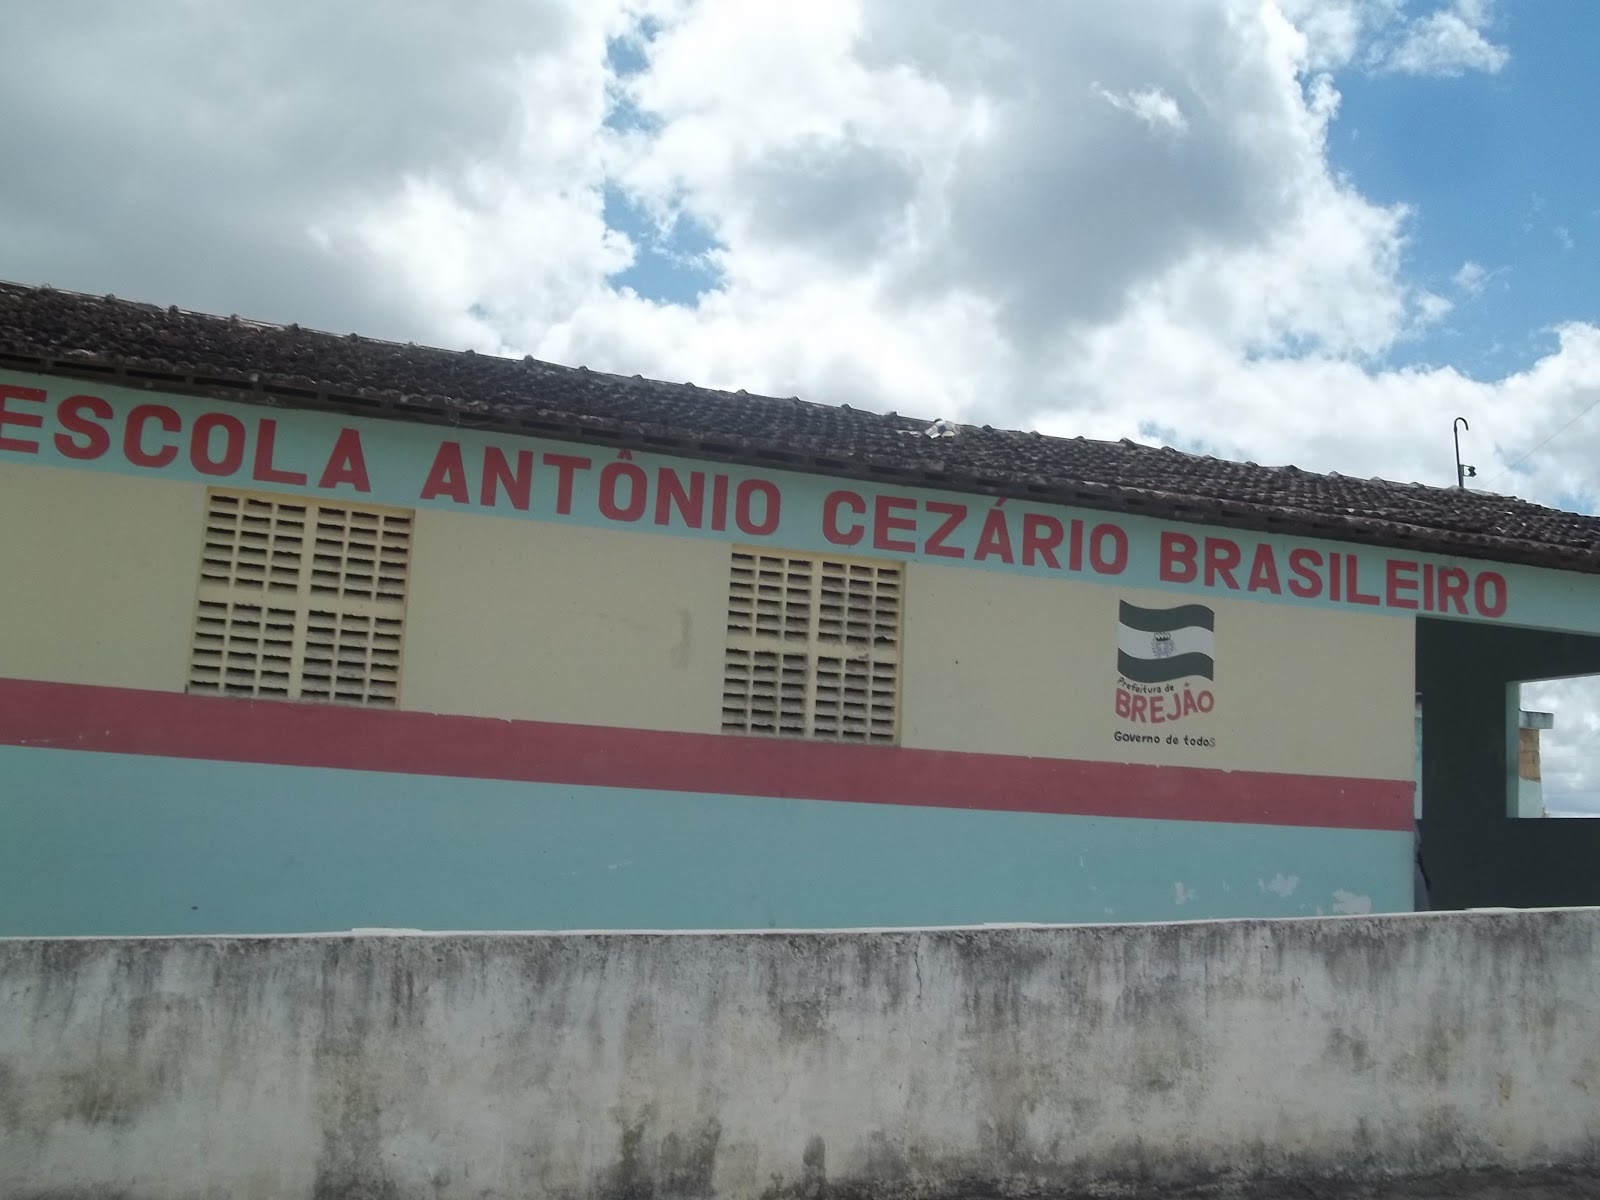 ESCOLA ANTÔNIO CEZÁRIO BRASILEIRO
Prefeitura de
BREJÃO
Governo de todos